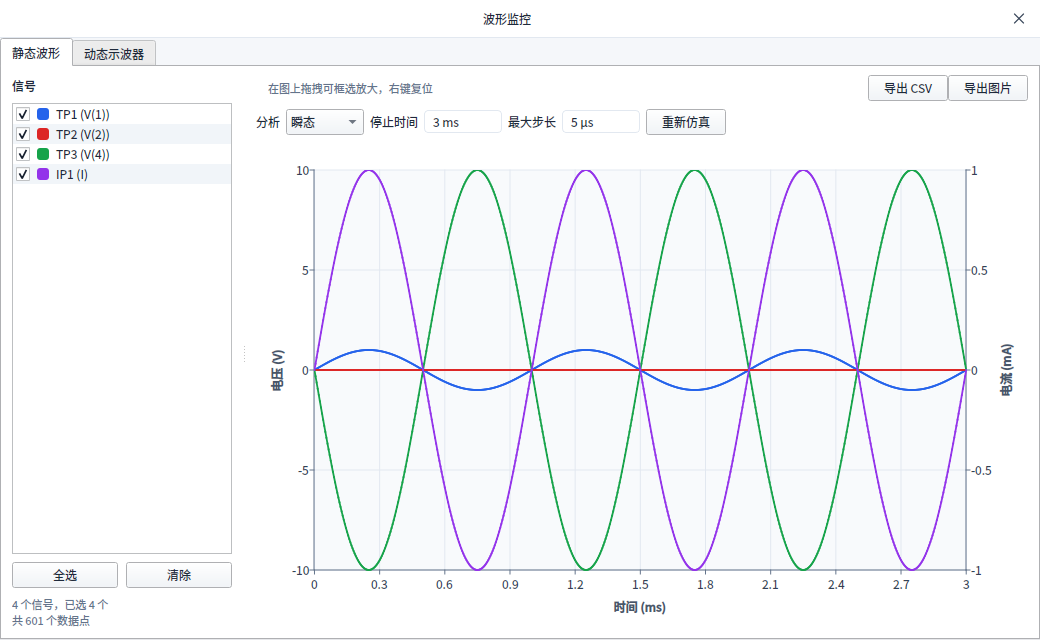 波形监控
静态波形 动态示波器
信号
在图上拖拽可框选放大，右键复位
导出 CSV 导出图片
TP1 (V(1))
TP2 (V(2))
TP3 (V(4))
IP1 (I)
分析 瞬态 停止时间 3 ms 最大步长 5 µs 重新仿真
10
5
0
-5
-10
电压 (V)
1
0.5
0
-0.5
-1
电流 (mA)
0 0.3 0.6 0.9 1.2 1.5 1.8 2.1 2.4 2.7 3
时间 (ms)
全选 清除
4 个信号，已选 4 个
共 601 个数据点